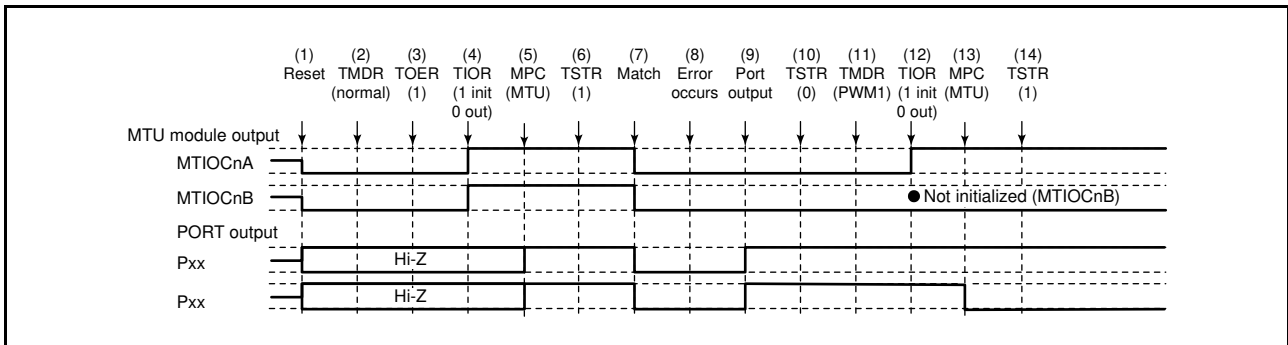 (1) (2) (3) (4) (5) (6) (7) (8) (9) (10) (11) (12) (13) (14)
Reset TMDR TOER TIOR MPC TSTR Match Error Port TSTR TMDR TIOR MPC TSTR
(normal) (1) (1 init (MTU) (1) occurs output (0) (PWM1) (1 init (MTU) (1)
0 out) 0 out)
MTU module output
MTIOCnA
MTIOCnB ● Not initialized (MTIOCnB)
PORT output
Pxx Hi-Z
Pxx Hi-Z